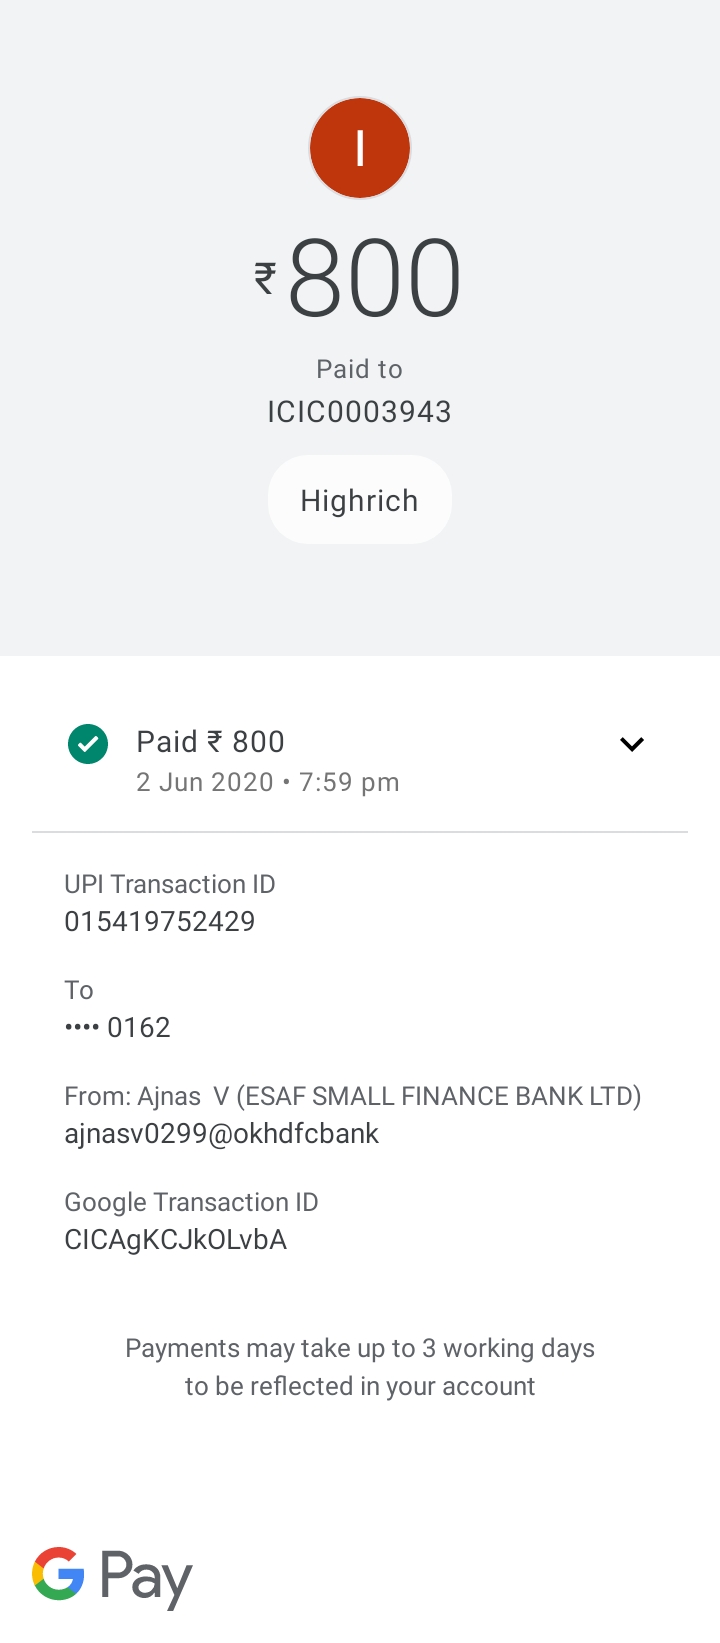 I
₹800
Paid to
ICIC0003943
Highrich
Paid ₹ 800
2 Jun 2020 • 7:59 pm
UPI Transaction ID
015419752429
To
•••• 0162
From: Ajnas  V (ESAF SMALL FINANCE BANK LTD)
ajnasv0299@okhdfcbank
Google Transaction ID
CICAgKCJkOLvbA
Payments may take up to 3 working days
to be reflected in your account
G Pay